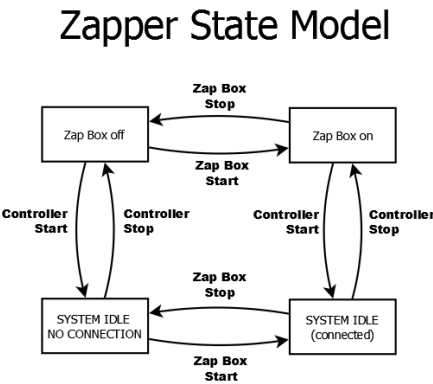 Zapper State Model
Zap Box
Stop
Zap Box off
Zap Box on
Zap Box
Start
Controller
Start
Controller
Stop
Controller
Start
Controller
Stop
Zap Box
Stop
SYSTEM IDLE
NO CONNECTION
SYSTEM IDLE
(connected)
Zap Box
Start